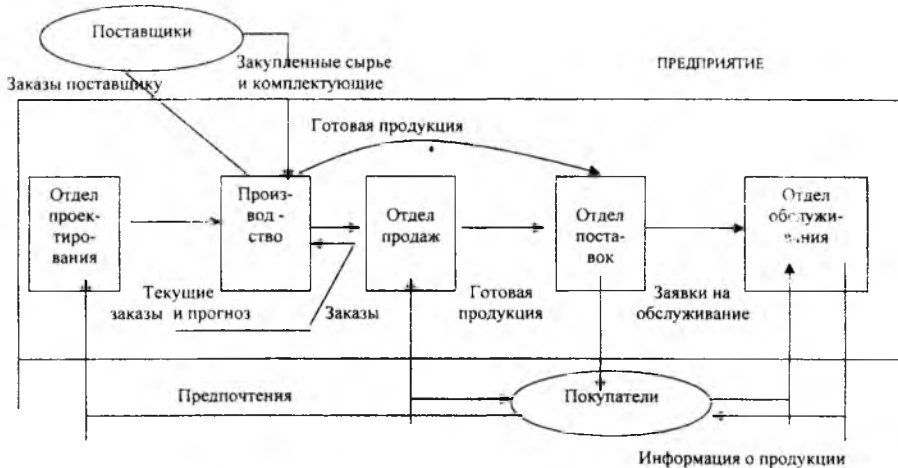 Поставщики
Закупленные сырье
и комплектующие
ПРЕДПРИЯТИЕ
Заказы поставщику
Готовая продукция
Отдел
проек-
тиро-
вания
Произ-
вод -
ство
Отдел
продаж
Отдел
поста-
вок
Отдел
обслужи-
вания
Текущие
заказы и прогноз
Заказы
Готовая
продукция
Заявки на
обслуживание
Предпочтения
Покупатели
Информация о продукции